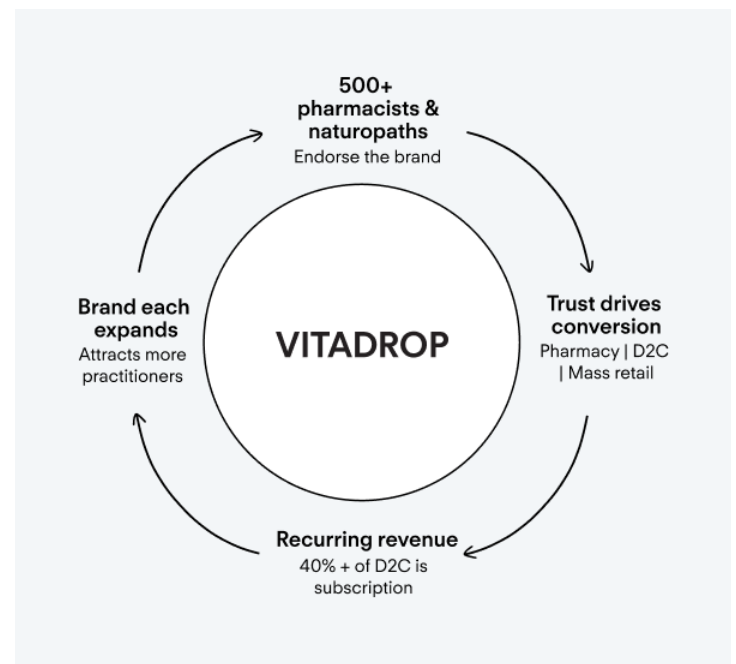 500+
pharmacists &
naturopaths
Endorse the brand
Trust drives
conversion
Pharmacy | D2C
| Mass retail
Recurring revenue
40% + of D2C is
subscription
Brand each
expands
Attracts more
practitioners
VITADROP